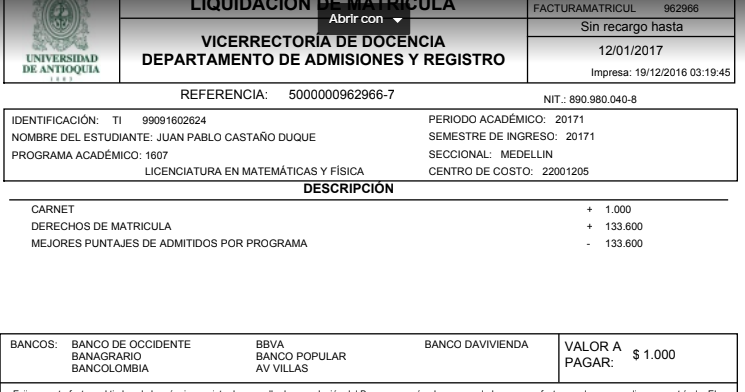 LIQUIDACIÓN DE MATRÍCULA
Abrir con
FACTURAMATRICUL 962966
Sin recargo hasta
12/01/2017
Impresa: 19/12/2016 03:19:45
UNIVERSIDAD
DE ANTIOQUIA
1803
VICERRECTORÍA DE DOCENCIA
DEPARTAMENTO DE ADMISIONES Y REGISTRO
REFERENCIA: 5000000962966-7
NIT.: 890.980.040-8
IDENTIFICACIÓN: TI 99091602624
PERIODO ACADÉMICO: 20171
NOMBRE DEL ESTUDIANTE: JUAN PABLO CASTAÑO DUQUE
SEMESTRE DE INGRESO: 20171
PROGRAMA ACADÉMICO: 1607
SECCIONAL: MEDELLIN
LICENCIATURA EN MATEMÁTICAS Y FÍSICA
CENTRO DE COSTO: 22001205
DESCRIPCIÓN
CARNET + 1.000
DERECHOS DE MATRICULA + 133.600
MEJORES PUNTAJES DE ADMITIDOS POR PROGRAMA - 133.600
BANCOS: BANCO DE OCCIDENTE BBVA BANCO DAVIVIENDA
BANAGRARIO BANCO POPULAR
BANCOLOMBIA AV VILLAS
VALOR A
PAGAR: $ 1.000